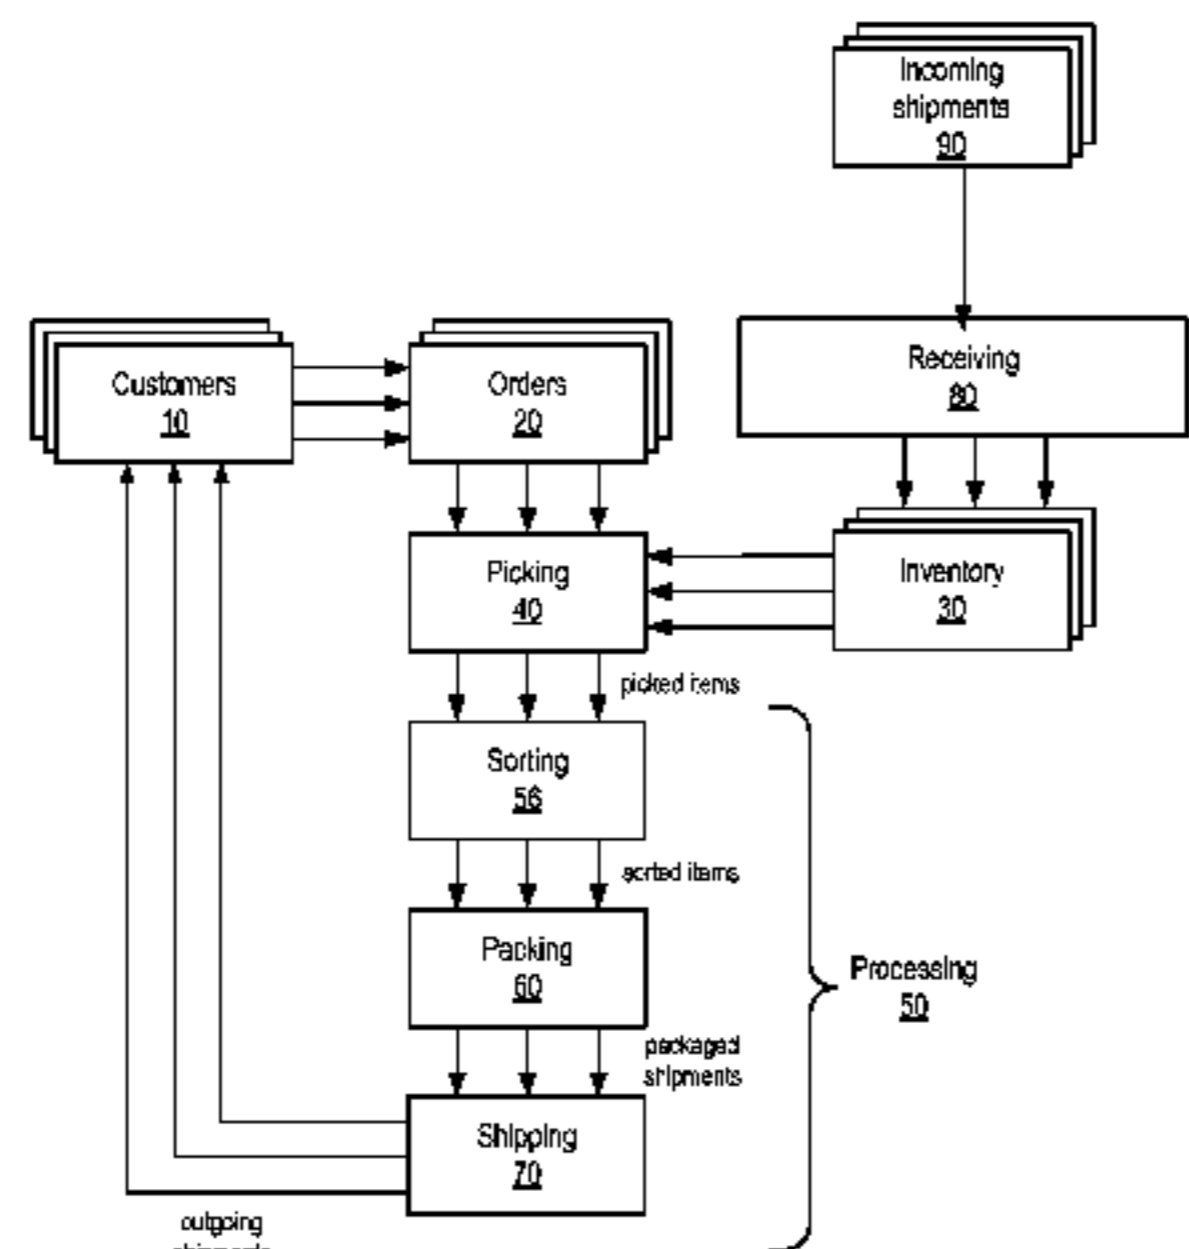 Incoming
shipments
90
Customers
10
Orders
20
Receiving
80
Picking
40
Inventory
30
picked items
Sorting
56
sorted items
Packing
60
Processing
50
packaged
shipments
Shipping
70
outgoing
shipments